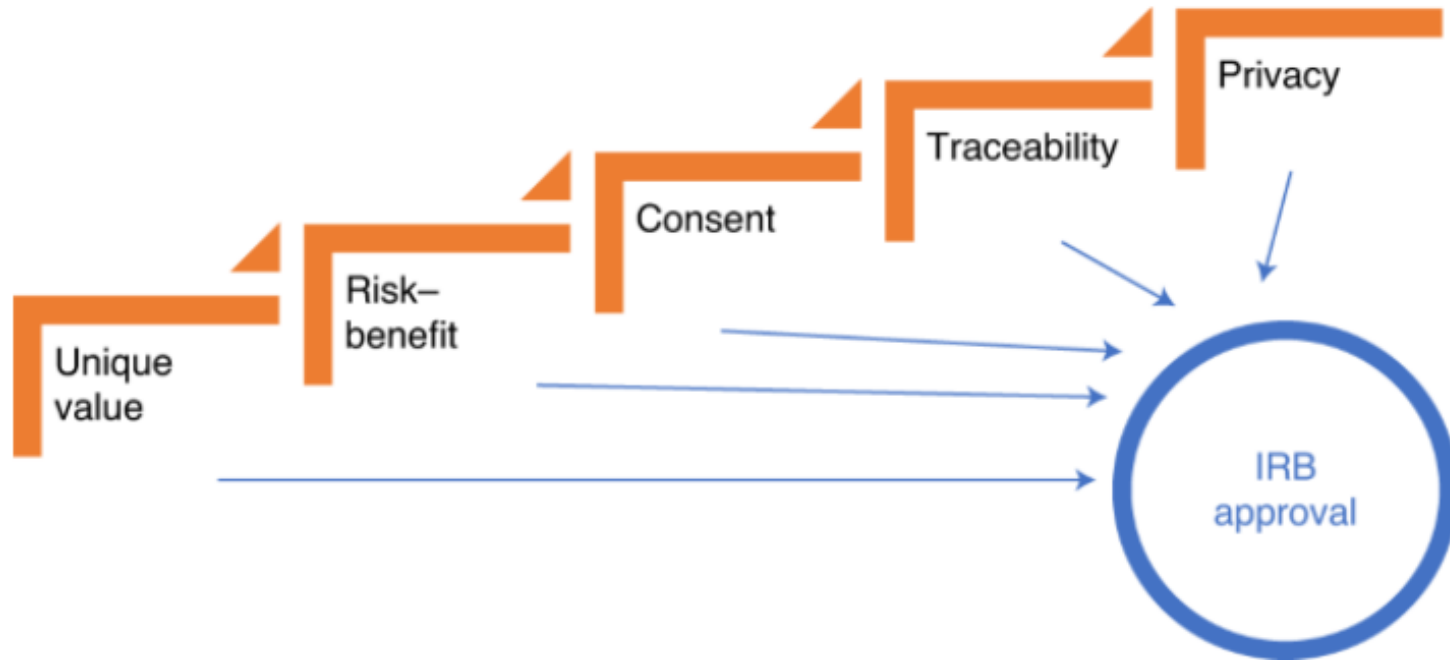 Privacy
Traceability
Consent
Risk–
benefit
Unique
value
IRB
approval